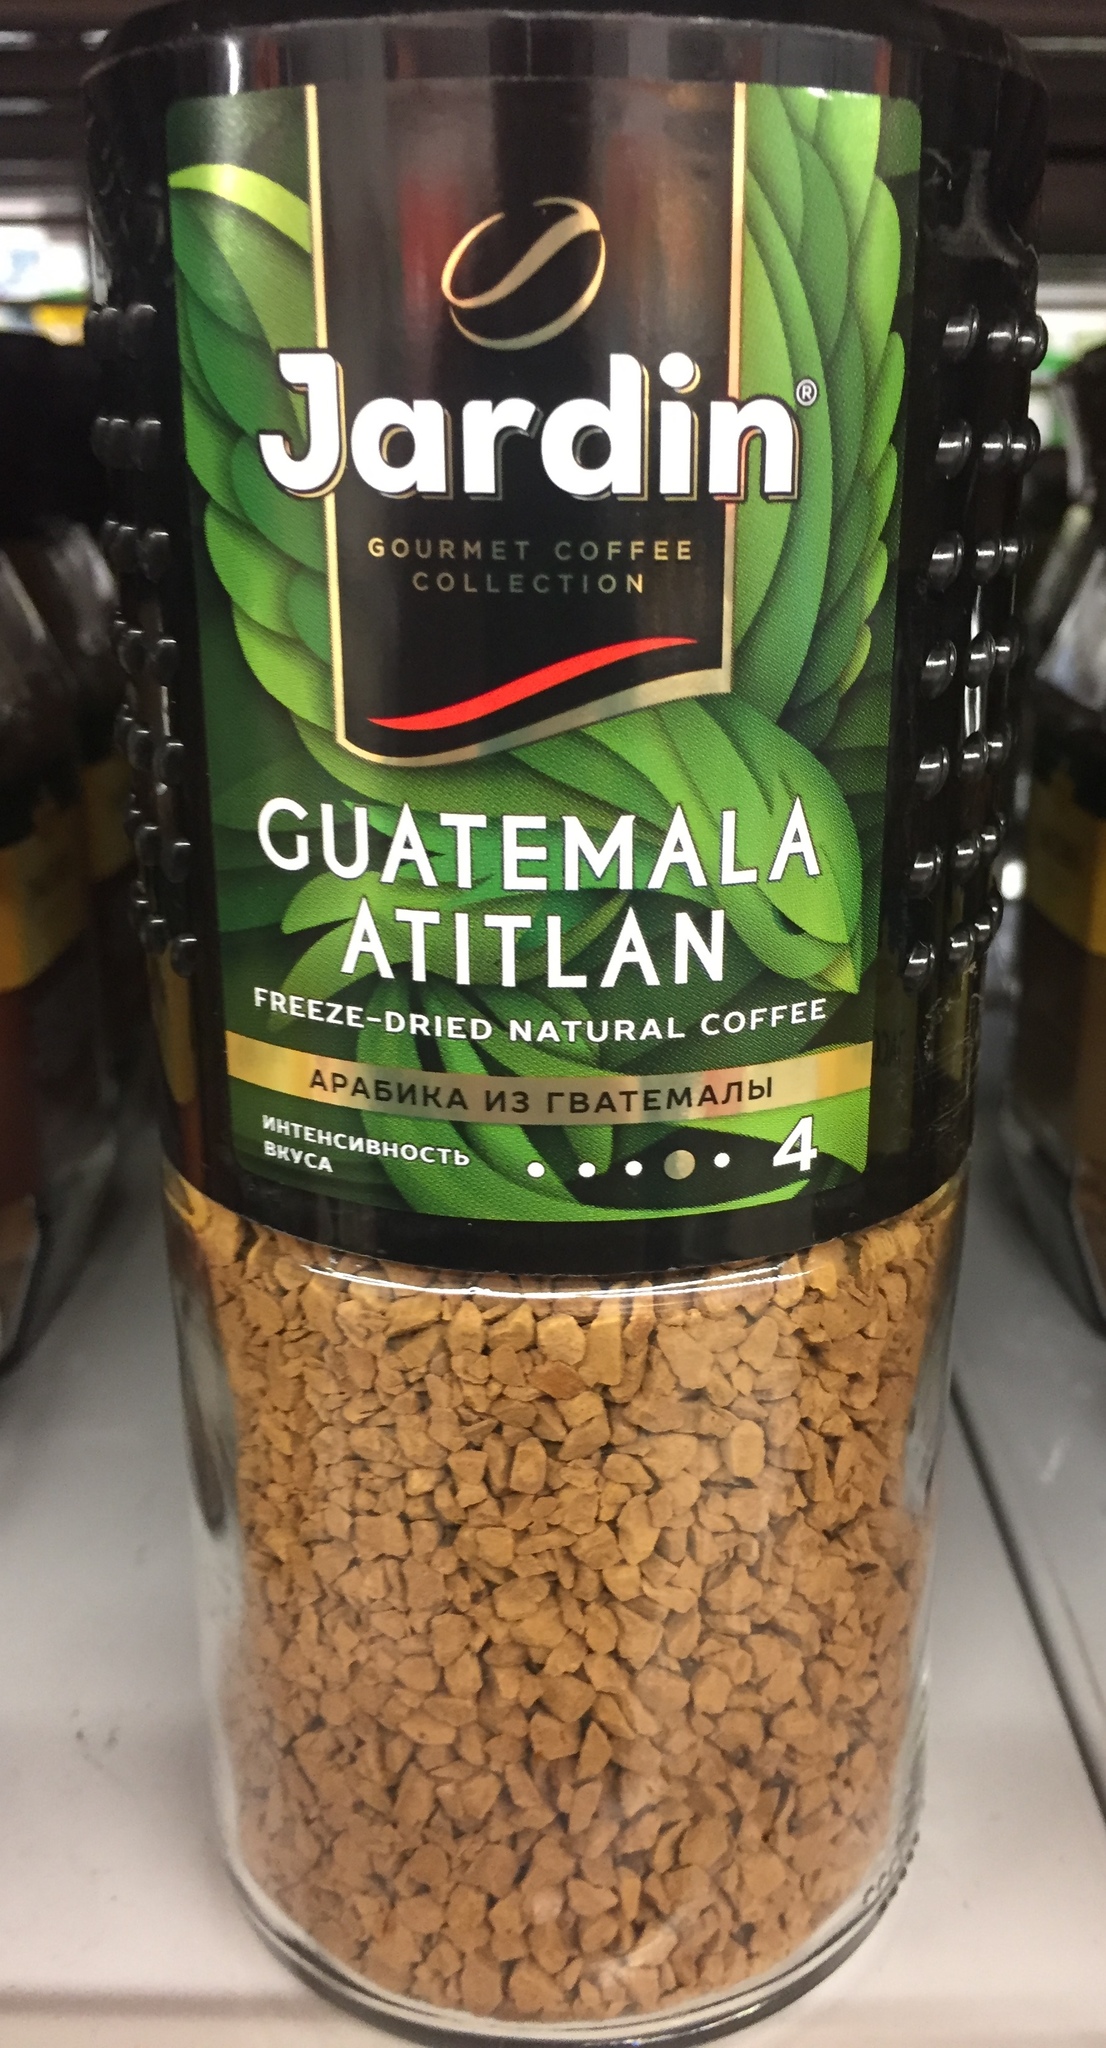 Jardin®
GOURMET COFFEE
COLLECTION
GUATEMALA
ATITLAN
FREEZE-DRIED NATURAL COFFEE
АРАБИКА ИЗ ГВАТЕМАЛЫ
ИНТЕНСИВНОСТЬ
ВКУСА
4